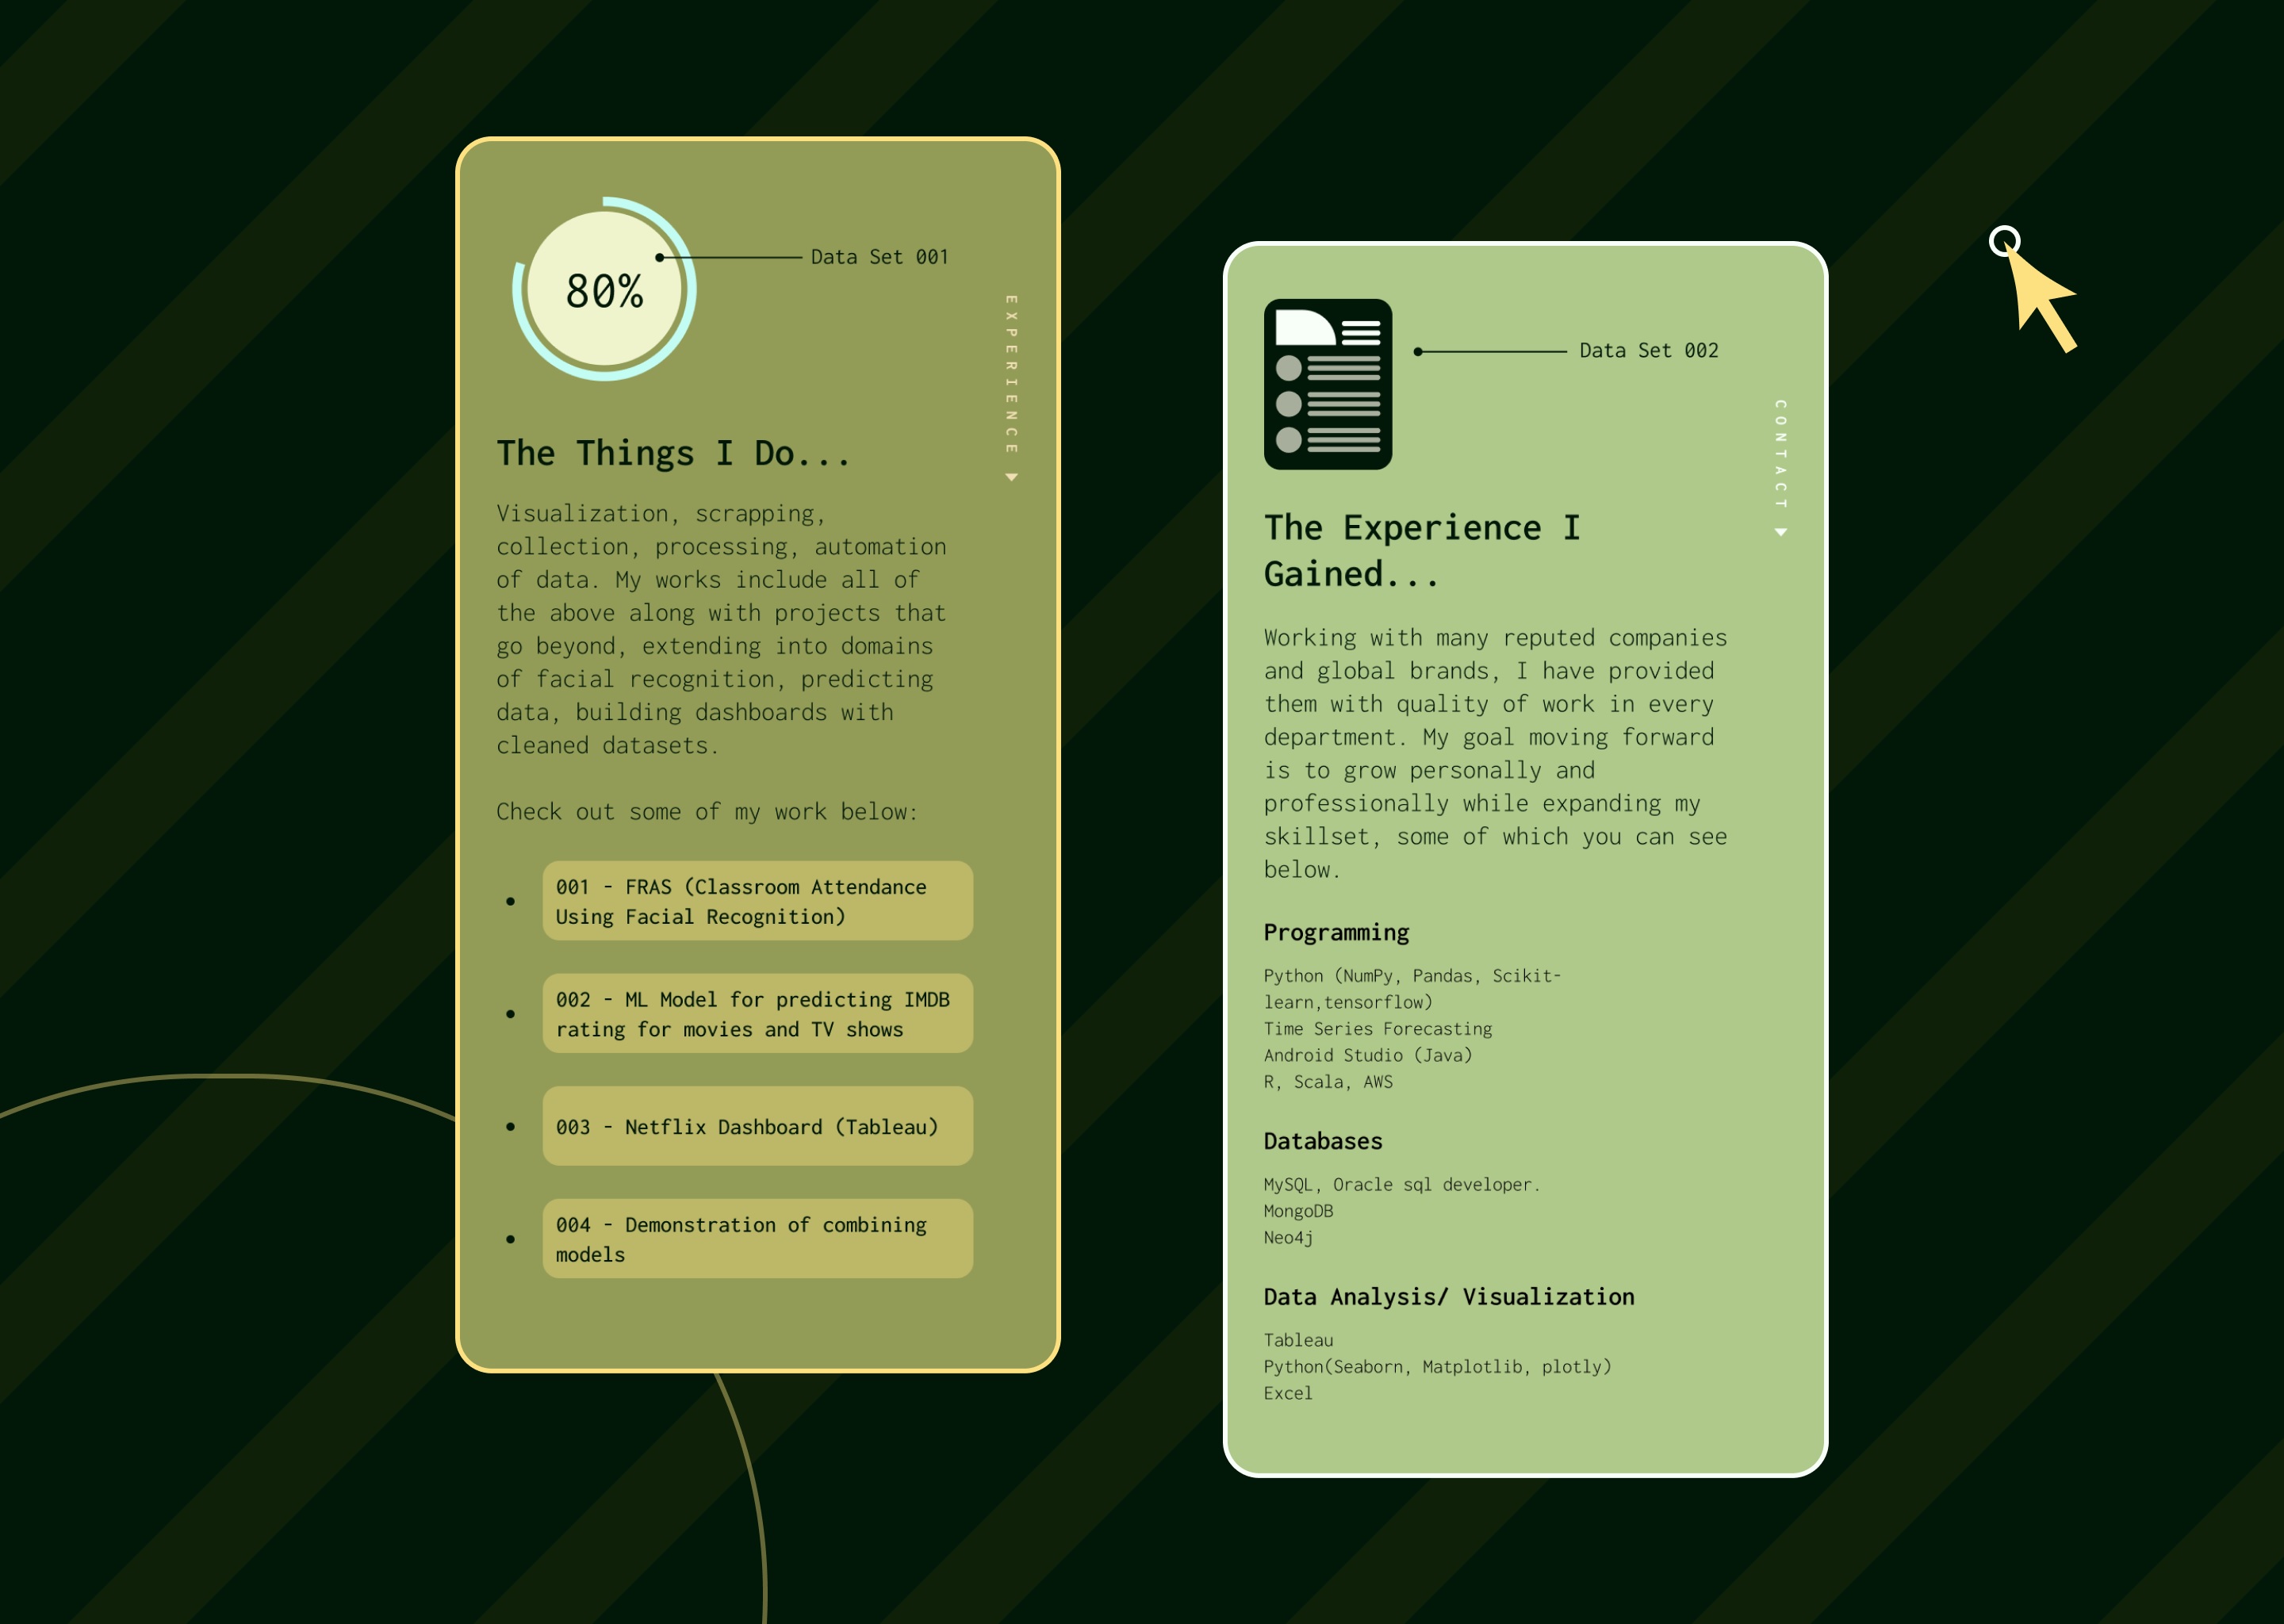 80%
Data Set 001
EXPERIENCE
The Things I Do...
Visualization, scrapping,
collection, processing, automation
of data. My works include all of
the above along with projects that
go beyond, extending into domains
of facial recognition, predicting
data, building dashboards with
cleaned datasets.
Check out some of my work below:
001 - FRAS (Classroom Attendance
Using Facial Recognition)
002 - ML Model for predicting IMDB
rating for movies and TV shows
003 - Netflix Dashboard (Tableau)
004 - Demonstration of combining
models
Data Set 002
CONTACT
The Experience I
Gained...
Working with many reputed companies
and global brands, I have provided
them with quality of work in every
department. My goal moving forward
is to grow personally and
professionally while expanding my
skillset, some of which you can see
below.
Programming
Python (NumPy, Pandas, Scikit-
learn,tensorflow)
Time Series Forecasting
Android Studio (Java)
R, Scala, AWS
Databases
MySQL, Oracle sql developer.
MongoDB
Neo4j
Data Analysis/ Visualization
Tableau
Python(Seaborn, Matplotlib, plotly)
Excel